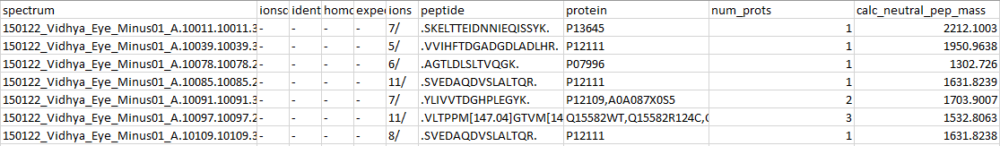 spectrum ionsc ident homo expec ions peptide protein num_prots calc_neutral_pep_mass
150122_Vidhya_Eye_Minus01_A.10011.10011.3 - - - - 7/ .SKELTTEIDNNIEQISSYK. P13645 1 2212.1003
150122_Vidhya_Eye_Minus01_A.10039.10039.3 - - - - 5/ .VVIHFTDGADGDLADLHR. P12111 1 1950.9638
150122_Vidhya_Eye_Minus01_A.10078.10078.2 - - - - 6/ .AGTLDLSLTVQGK. P07996 1 1302.726
150122_Vidhya_Eye_Minus01_A.10085.10085.2 - - - - 11/ .SVEDAQDVSLALTQR. P12111 1 1631.8239
150122_Vidhya_Eye_Minus01_A.10091.10091.3 - - - - 7/ .YLIVVTDGHPLEGYK. P12109,A0A087X0S5 2 1703.9007
150122_Vidhya_Eye_Minus01_A.10097.10097.2 - - - - 11/ .VLTPPM[147.04]GTVM[14 Q15582WT,Q15582R124C,Q 3 1532.8063
150122_Vidhya_Eye_Minus01_A.10109.10109.3 - - - - 8/ .SVEDAQDVSLALTQR. P12111 1 1631.8238